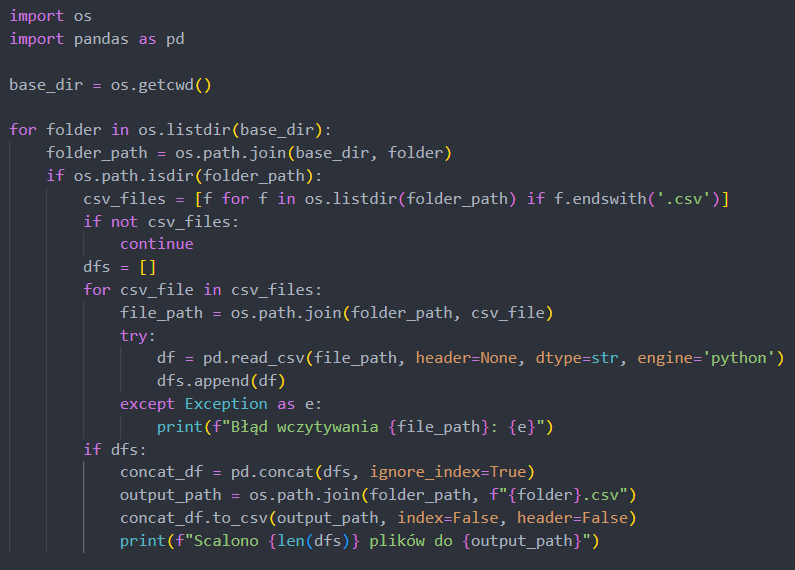 import os
import pandas as pd
base_dir = os.getcwd()
for folder in os.listdir(base_dir):
    folder_path = os.path.join(base_dir, folder)
    if os.path.isdir(folder_path):
        csv_files = [f for f in os.listdir(folder_path) if f.endswith('.csv')]
        if not csv_files:
            continue
        dfs = []
        for csv_file in csv_files:
            file_path = os.path.join(folder_path, csv_file)
            try:
                df = pd.read_csv(file_path, header=None, dtype=str, engine='python')
                dfs.append(df)
            except Exception as e:
                print(f"Błąd wczytywania {file_path}: {e}")
        if dfs:
            concat_df = pd.concat(dfs, ignore_index=True)
            output_path = os.path.join(folder_path, f"{folder}.csv")
            concat_df.to_csv(output_path, index=False, header=False)
            print(f"Scalono {len(dfs)} plików do {output_path}")